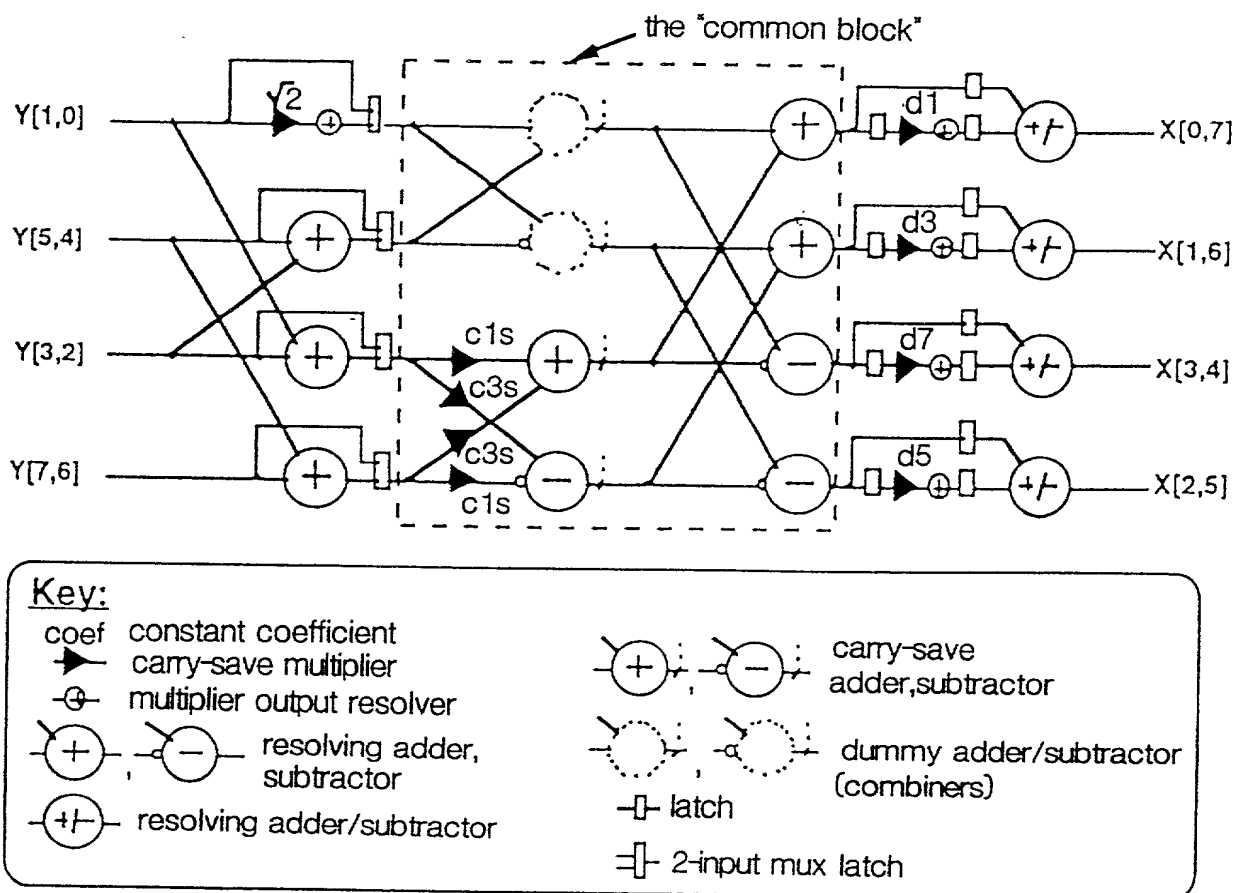 the "common block"
Y[1,0]
√2
d1
X[0,7]
Y[5,4]
d3
X[1,6]
Y[3,2]
c1s
c3s
d7
X[3,4]
Y[7,6]
c3s
c1s
d5
X[2,5]
Key:
coef constant coefficient
carry-save multiplier
multiplier output resolver
resolving adder,
subtractor
resolving adder/subtractor
carry-save
adder,subtractor
dummy adder/subtractor
(combiners)
latch
2-input mux latch